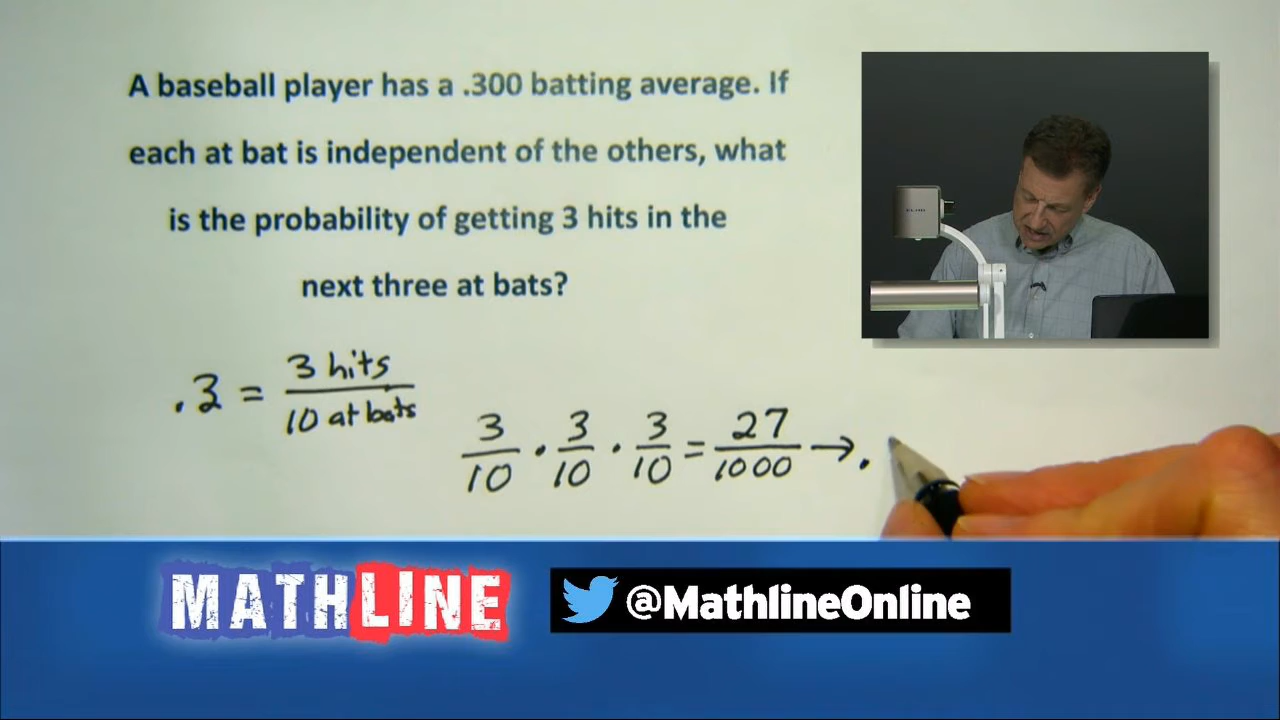 A baseball player has a .300 batting average. If
each at bat is independent of the others, what
is the probability of getting 3 hits in the
next three at bats?
.3 = 3 hits / 10 at bats
3/10 · 3/10 · 3/10 = 27/1000 → .
MATHLINE
@MathlineOnline